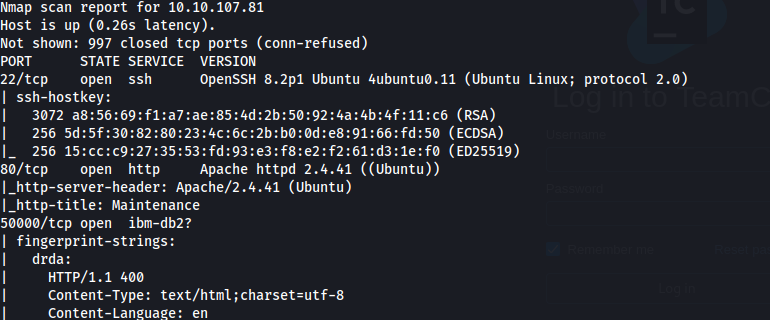 Nmap scan report for 10.10.107.81
Host is up (0.26s latency).
Not shown: 997 closed tcp ports (conn-refused)
PORT      STATE SERVICE  VERSION
22/tcp    open  ssh      OpenSSH 8.2p1 Ubuntu 4ubuntu0.11 (Ubuntu Linux; protocol 2.0)
| ssh-hostkey:
|   3072 a8:56:69:f1:a7:ae:85:4d:2b:50:92:4a:4b:4f:11:c6 (RSA)
|   256 5d:5f:30:82:80:23:4c:6c:2b:b0:0d:e8:91:66:fd:50 (ECDSA)
|_  256 15:cc:c9:27:35:53:fd:93:e3:f8:e2:f2:61:d3:1e:f0 (ED25519)
80/tcp    open  http     Apache httpd 2.4.41 ((Ubuntu))
|_http-server-header: Apache/2.4.41 (Ubuntu)
|_http-title: Maintenance
50000/tcp open  ibm-db2?
| fingerprint-strings:
|   drda:
|     HTTP/1.1 400
|     Content-Type: text/html;charset=utf-8
|     Content-Language: en
TC
Log in to TeamC
Username
Password
Remember me
Log in